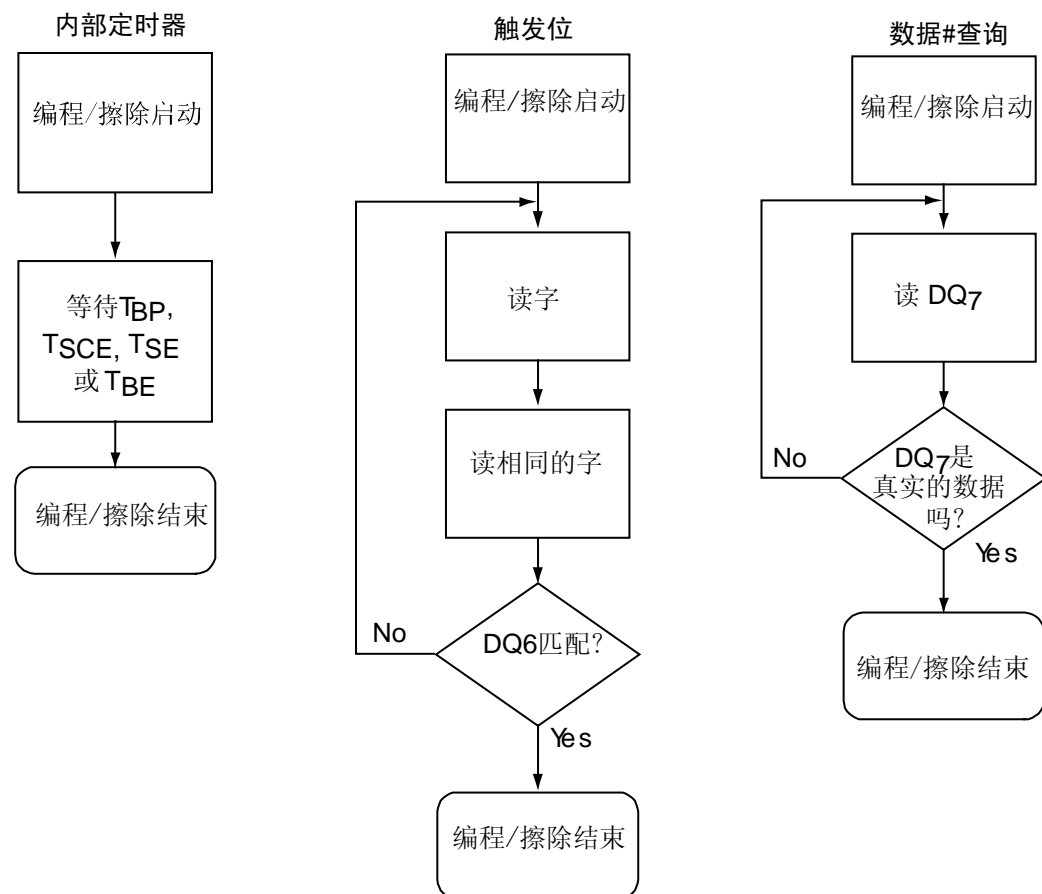 内部定时器
编程/擦除启动
等待TBP,
TSCE, TSE
或 TBE
编程/擦除结束
触发位
编程/擦除启动
读字
读相同的字
DQ6匹配?
No
Yes
编程/擦除结束
数据#查询
编程/擦除启动
读 DQ7
DQ7是
真实的数据
吗?
No
Yes
编程/擦除结束